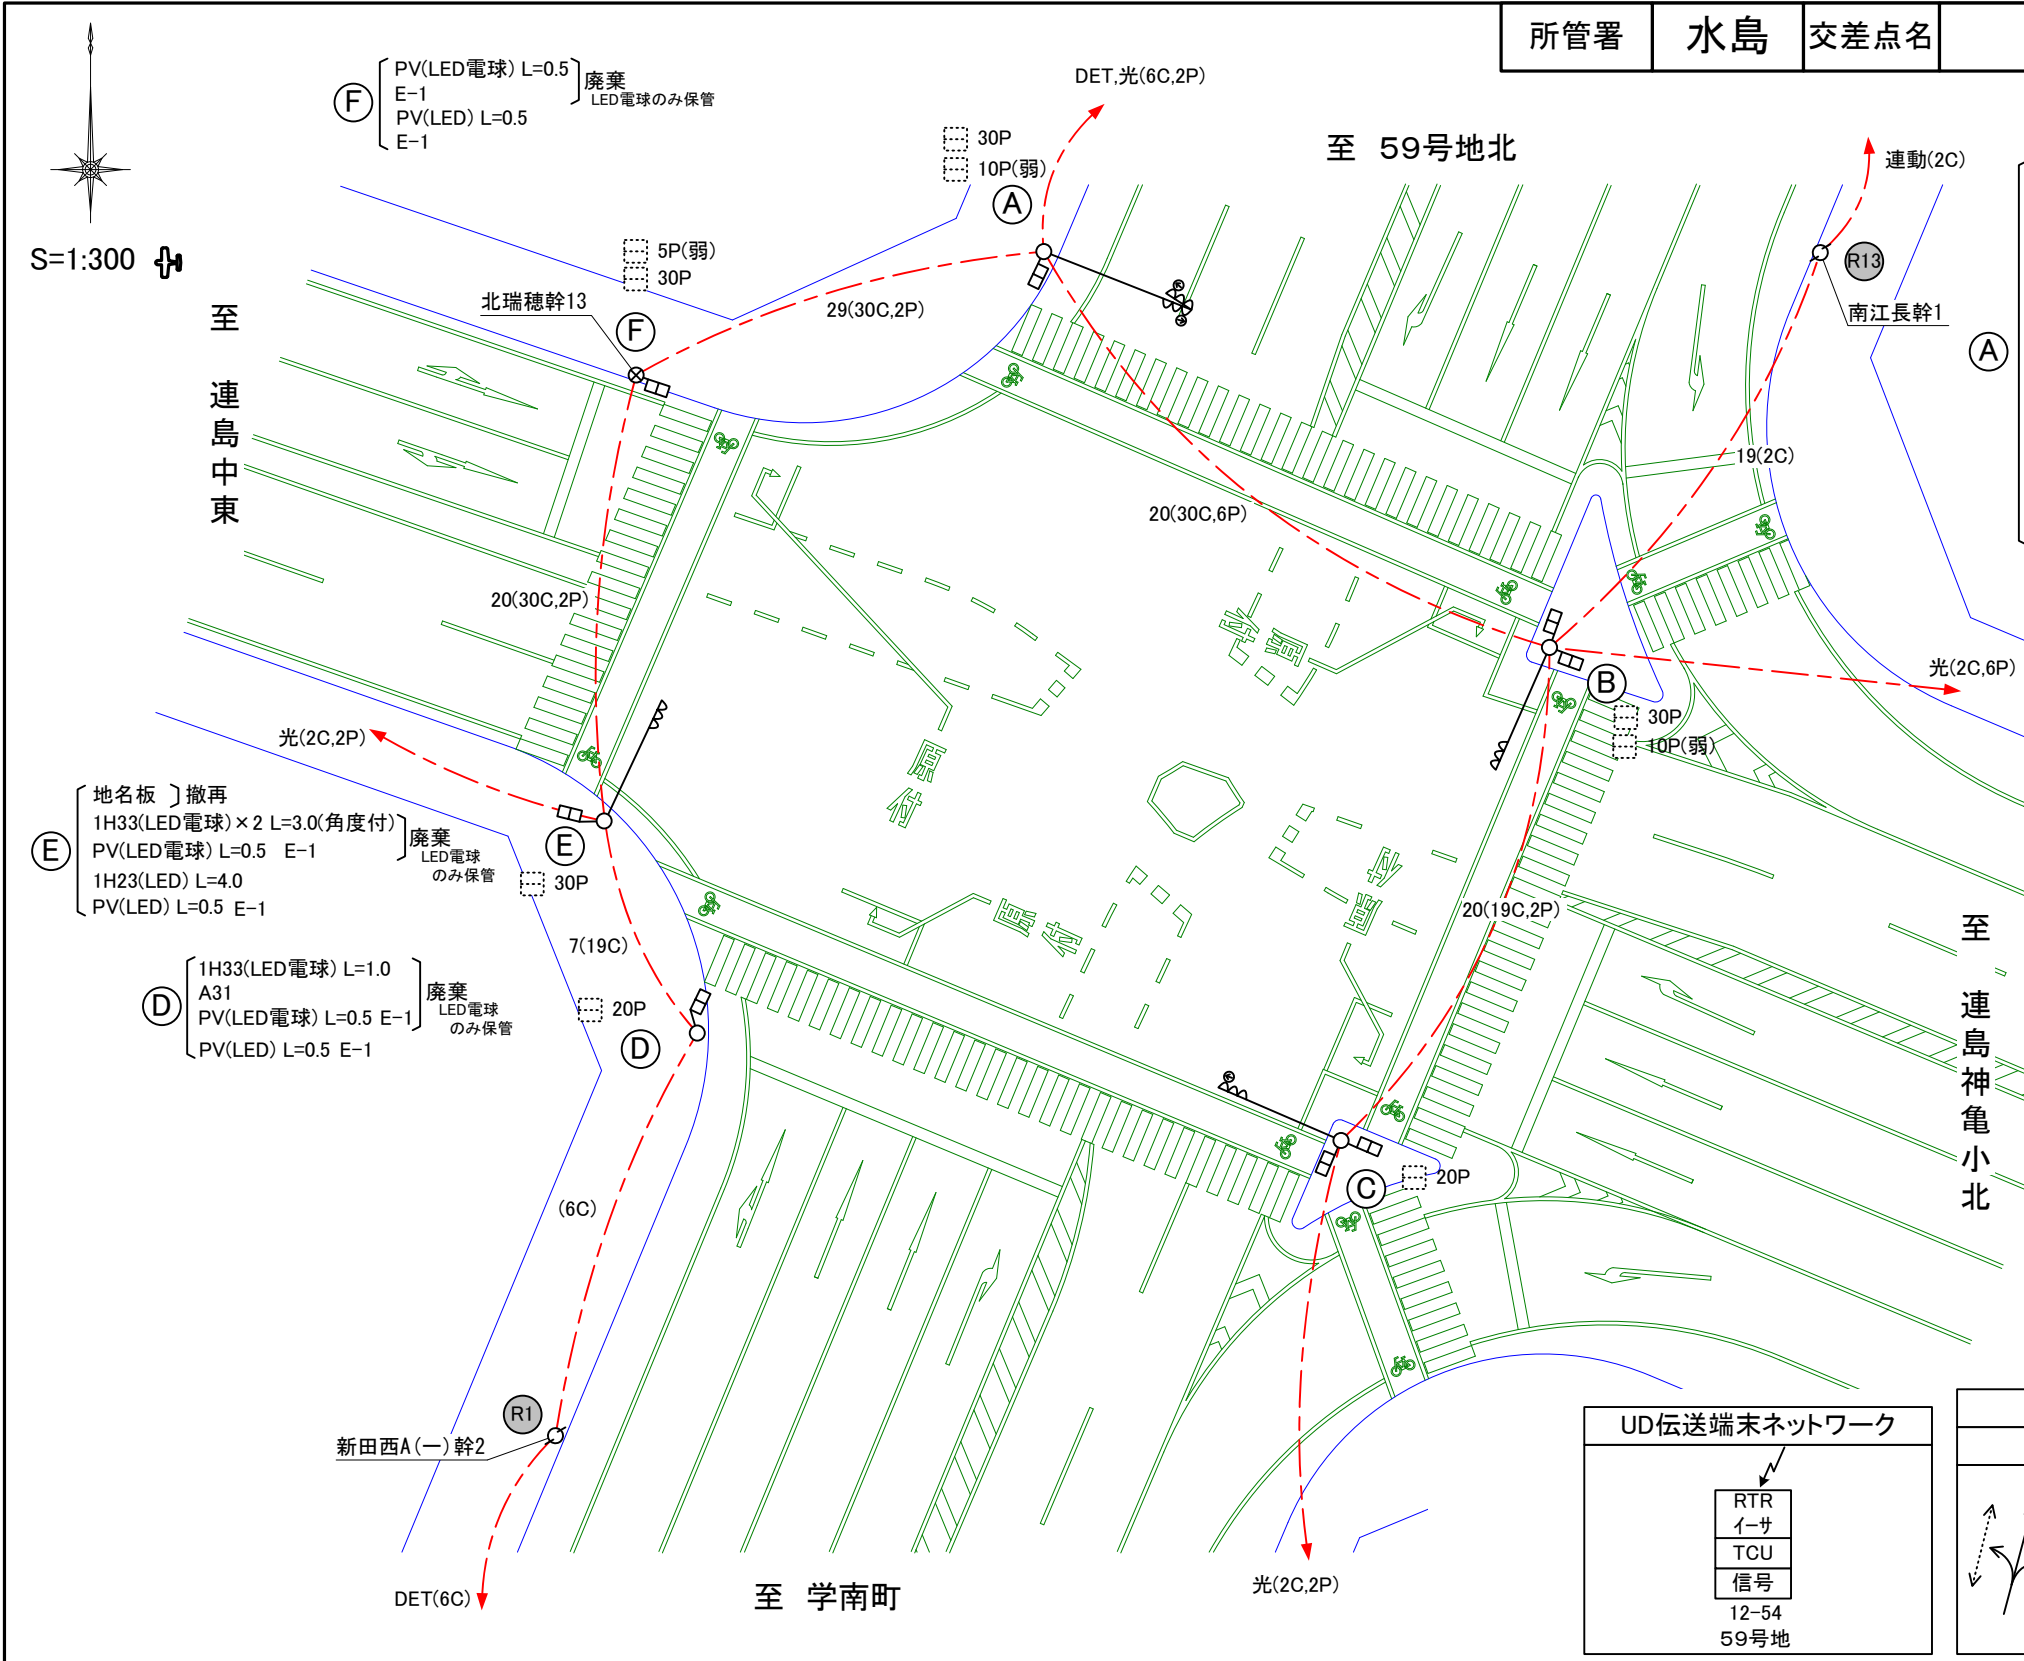 所管署 水島 交差点名
F
PV(LED電球) L=0.5
E-1
PV(LED) L=0.5
E-1
廃棄
LED電球のみ保管
DET,光(6C,2P)
30P
10P(弱)
A
至 59号地北
連動(2C)
R13
南江長幹1
A
S=1:300
5P(弱)
30P
北瑞穂幹13
F
29(30C,2P)
至 連島中東
19(2C)
20(30C,6P)
20(30C,2P)
光(2C,6P)
B
30P
10P(弱)
光(2C,2P)
E
地名板 撤再
1H33(LED電球)×2 L=3.0(角度付)
PV(LED電球) L=0.5 E-1
廃棄
LED電球
のみ保管
1H23(LED) L=4.0
PV(LED) L=0.5 E-1
E
30P
20(19C,2P)
7(19C)
至 連島神亀小北
D
1H33(LED電球) L=1.0
A31
PV(LED電球) L=0.5 E-1
廃棄
LED電球
のみ保管
PV(LED) L=0.5 E-1
20P
D
C
20P
(6C)
R1
新田西A(一)幹2
DET(6C)
至 学南町
光(2C,2P)
UD伝送端末ネットワーク
RTR
イーサ
TCU
信号
12-54
59号地